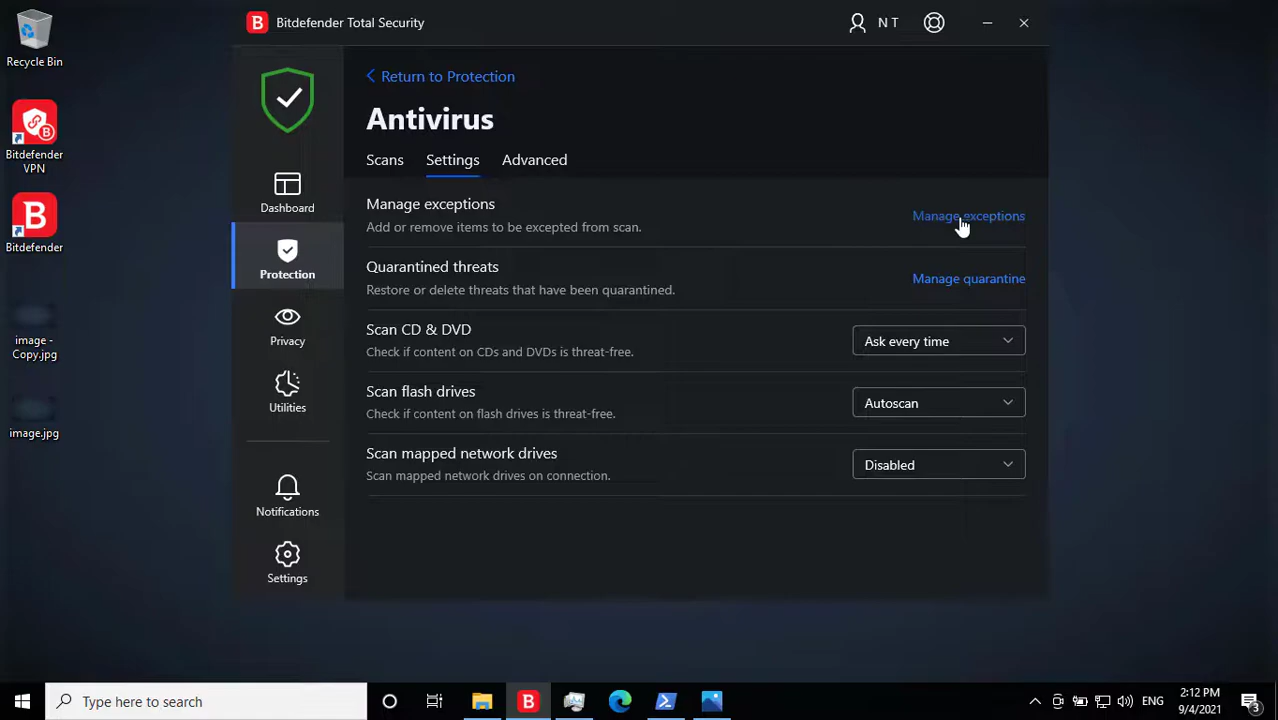 Recycle Bin
Bitdefender
VPN
Bitdefender
image -
Copy.jpg
image.jpg
B Bitdefender Total Security
N T
Dashboard
Protection
Privacy
Utilities
Notifications
Settings
Return to Protection
Antivirus
Scans Settings Advanced
Manage exceptions
Add or remove items to be excepted from scan.
Manage exceptions
Quarantined threats
Restore or delete threats that have been quarantined.
Manage quarantine
Scan CD & DVD
Check if content on CDs and DVDs is threat-free.
Ask every time
Scan flash drives
Check if content on flash drives is threat-free.
Autoscan
Scan mapped network drives
Scan mapped network drives on connection.
Disabled
Type here to search
ENG
2:12 PM
9/4/2021
3